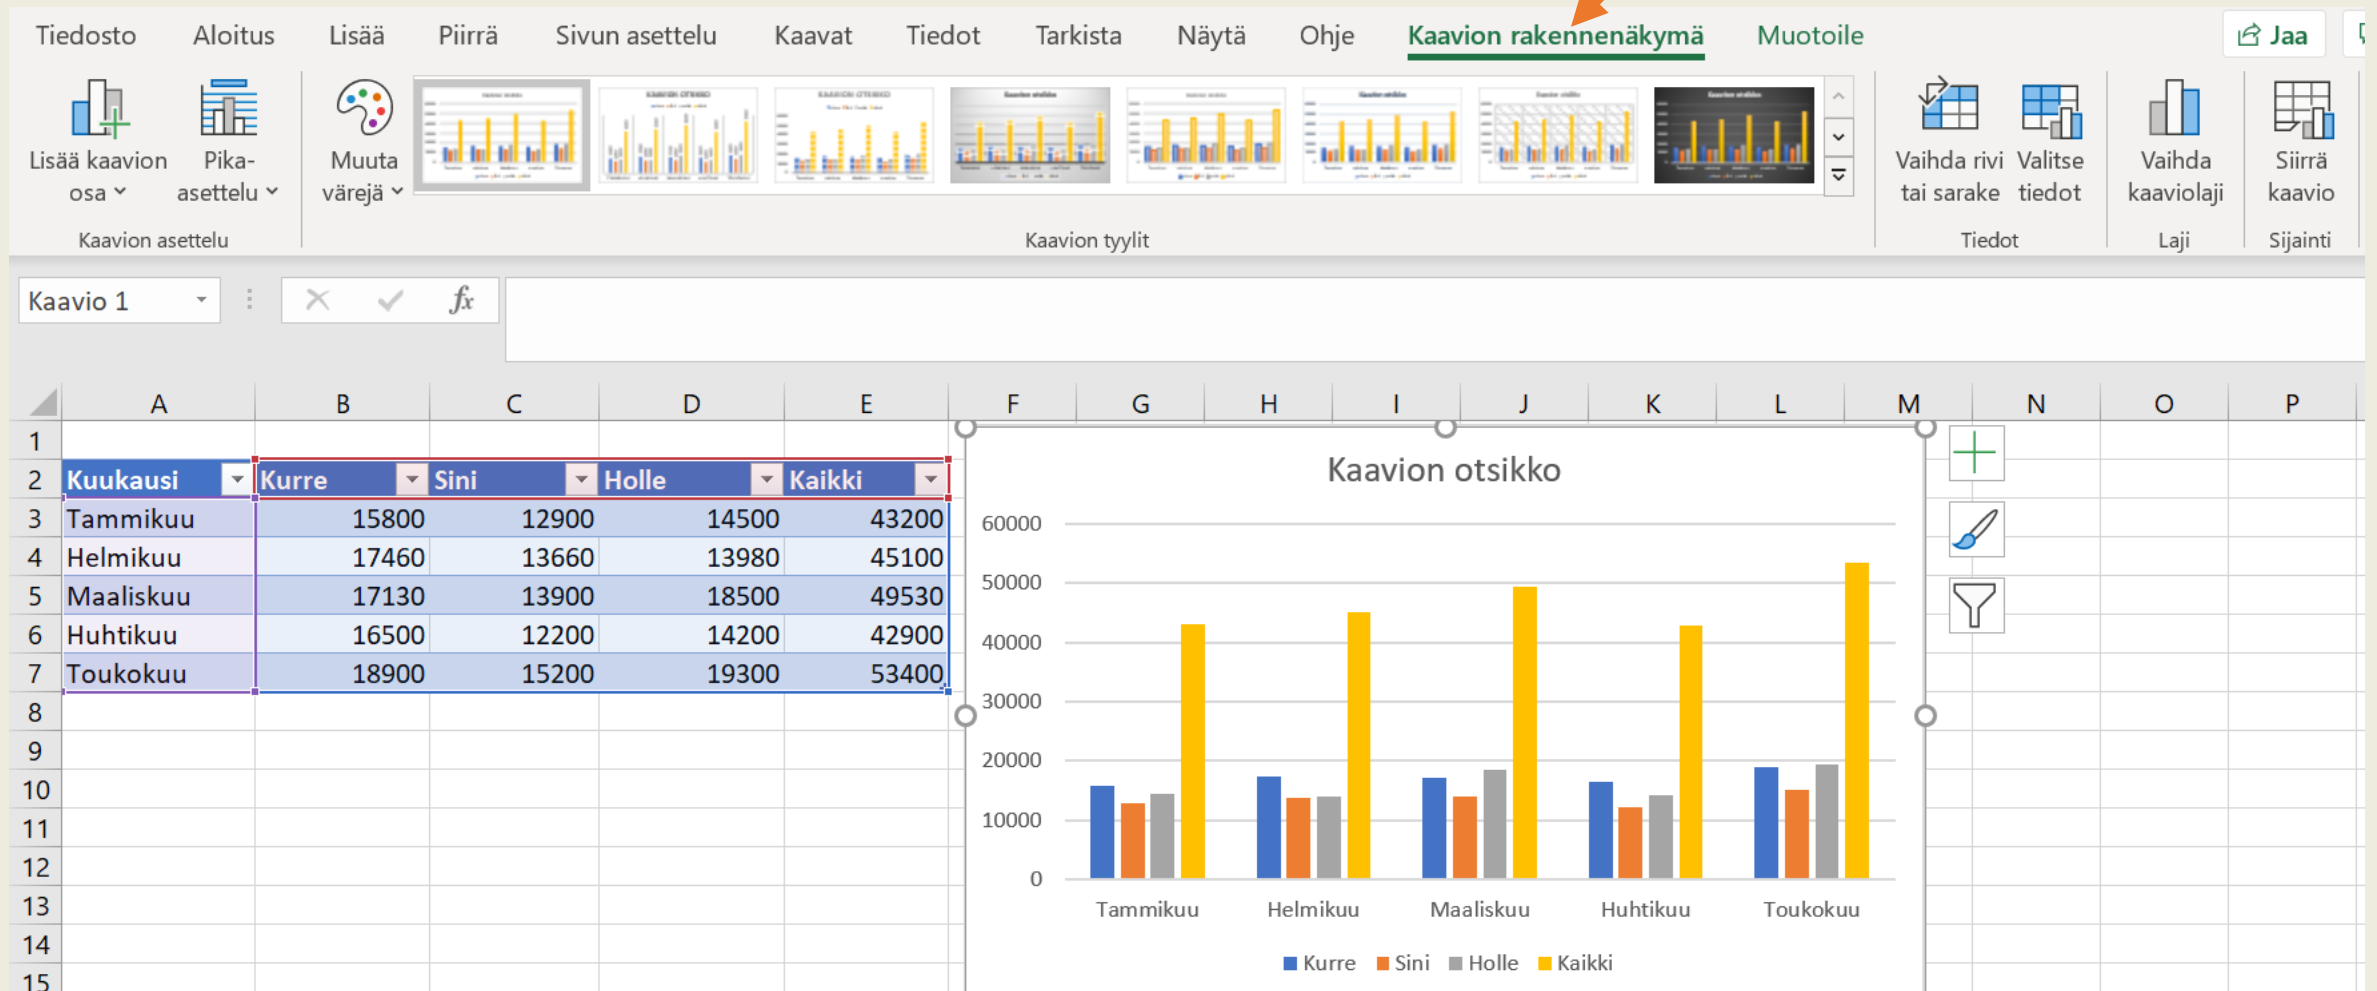 Tiedosto Aloitus Lisää Piirrä Sivun asettelu Kaavat Tiedot Tarkista Näytä Ohje Kaavion rakennenäkymä Muotoile Jaa
Lisää kaavion osa
Pika-asettelu
Muuta värejä
Vaihda rivi tai sarake
Valitse tiedot
Vaihda kaaviolaji
Siirrä kaavio
Kaavion asettelu Kaavion tyylit Tiedot Laji Sijainti
Kaavio 1 fx
A B C D E F G H I J K L M N O P
1
2 Kuukausi Kurre Sini Holle Kaikki
3 Tammikuu 15800 12900 14500 43200
4 Helmikuu 17460 13660 13980 45100
5 Maaliskuu 17130 13900 18500 49530
6 Huhtikuu 16500 12200 14200 42900
7 Toukokuu 18900 15200 19300 53400
8
9
10
11
12
13
14
15
Kaavion otsikko
60000
50000
40000
30000
20000
10000
0
Tammikuu Helmikuu Maaliskuu Huhtikuu Toukokuu
Kurre Sini Holle Kaikki